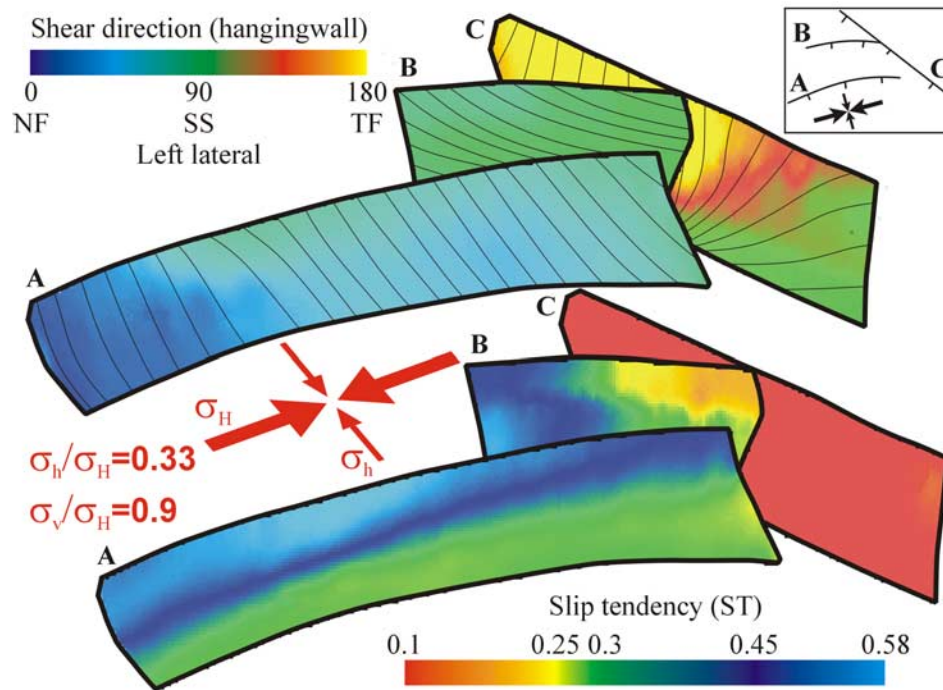 Shear direction (hangingwall)
0 90 180
NF SS TF
Left lateral
A
B
C
B
A
C
σH
σh
σh/σH=0.33
σv/σH=0.9
A
B
C
Slip tendency (ST)
0.1 0.25 0.3 0.45 0.58